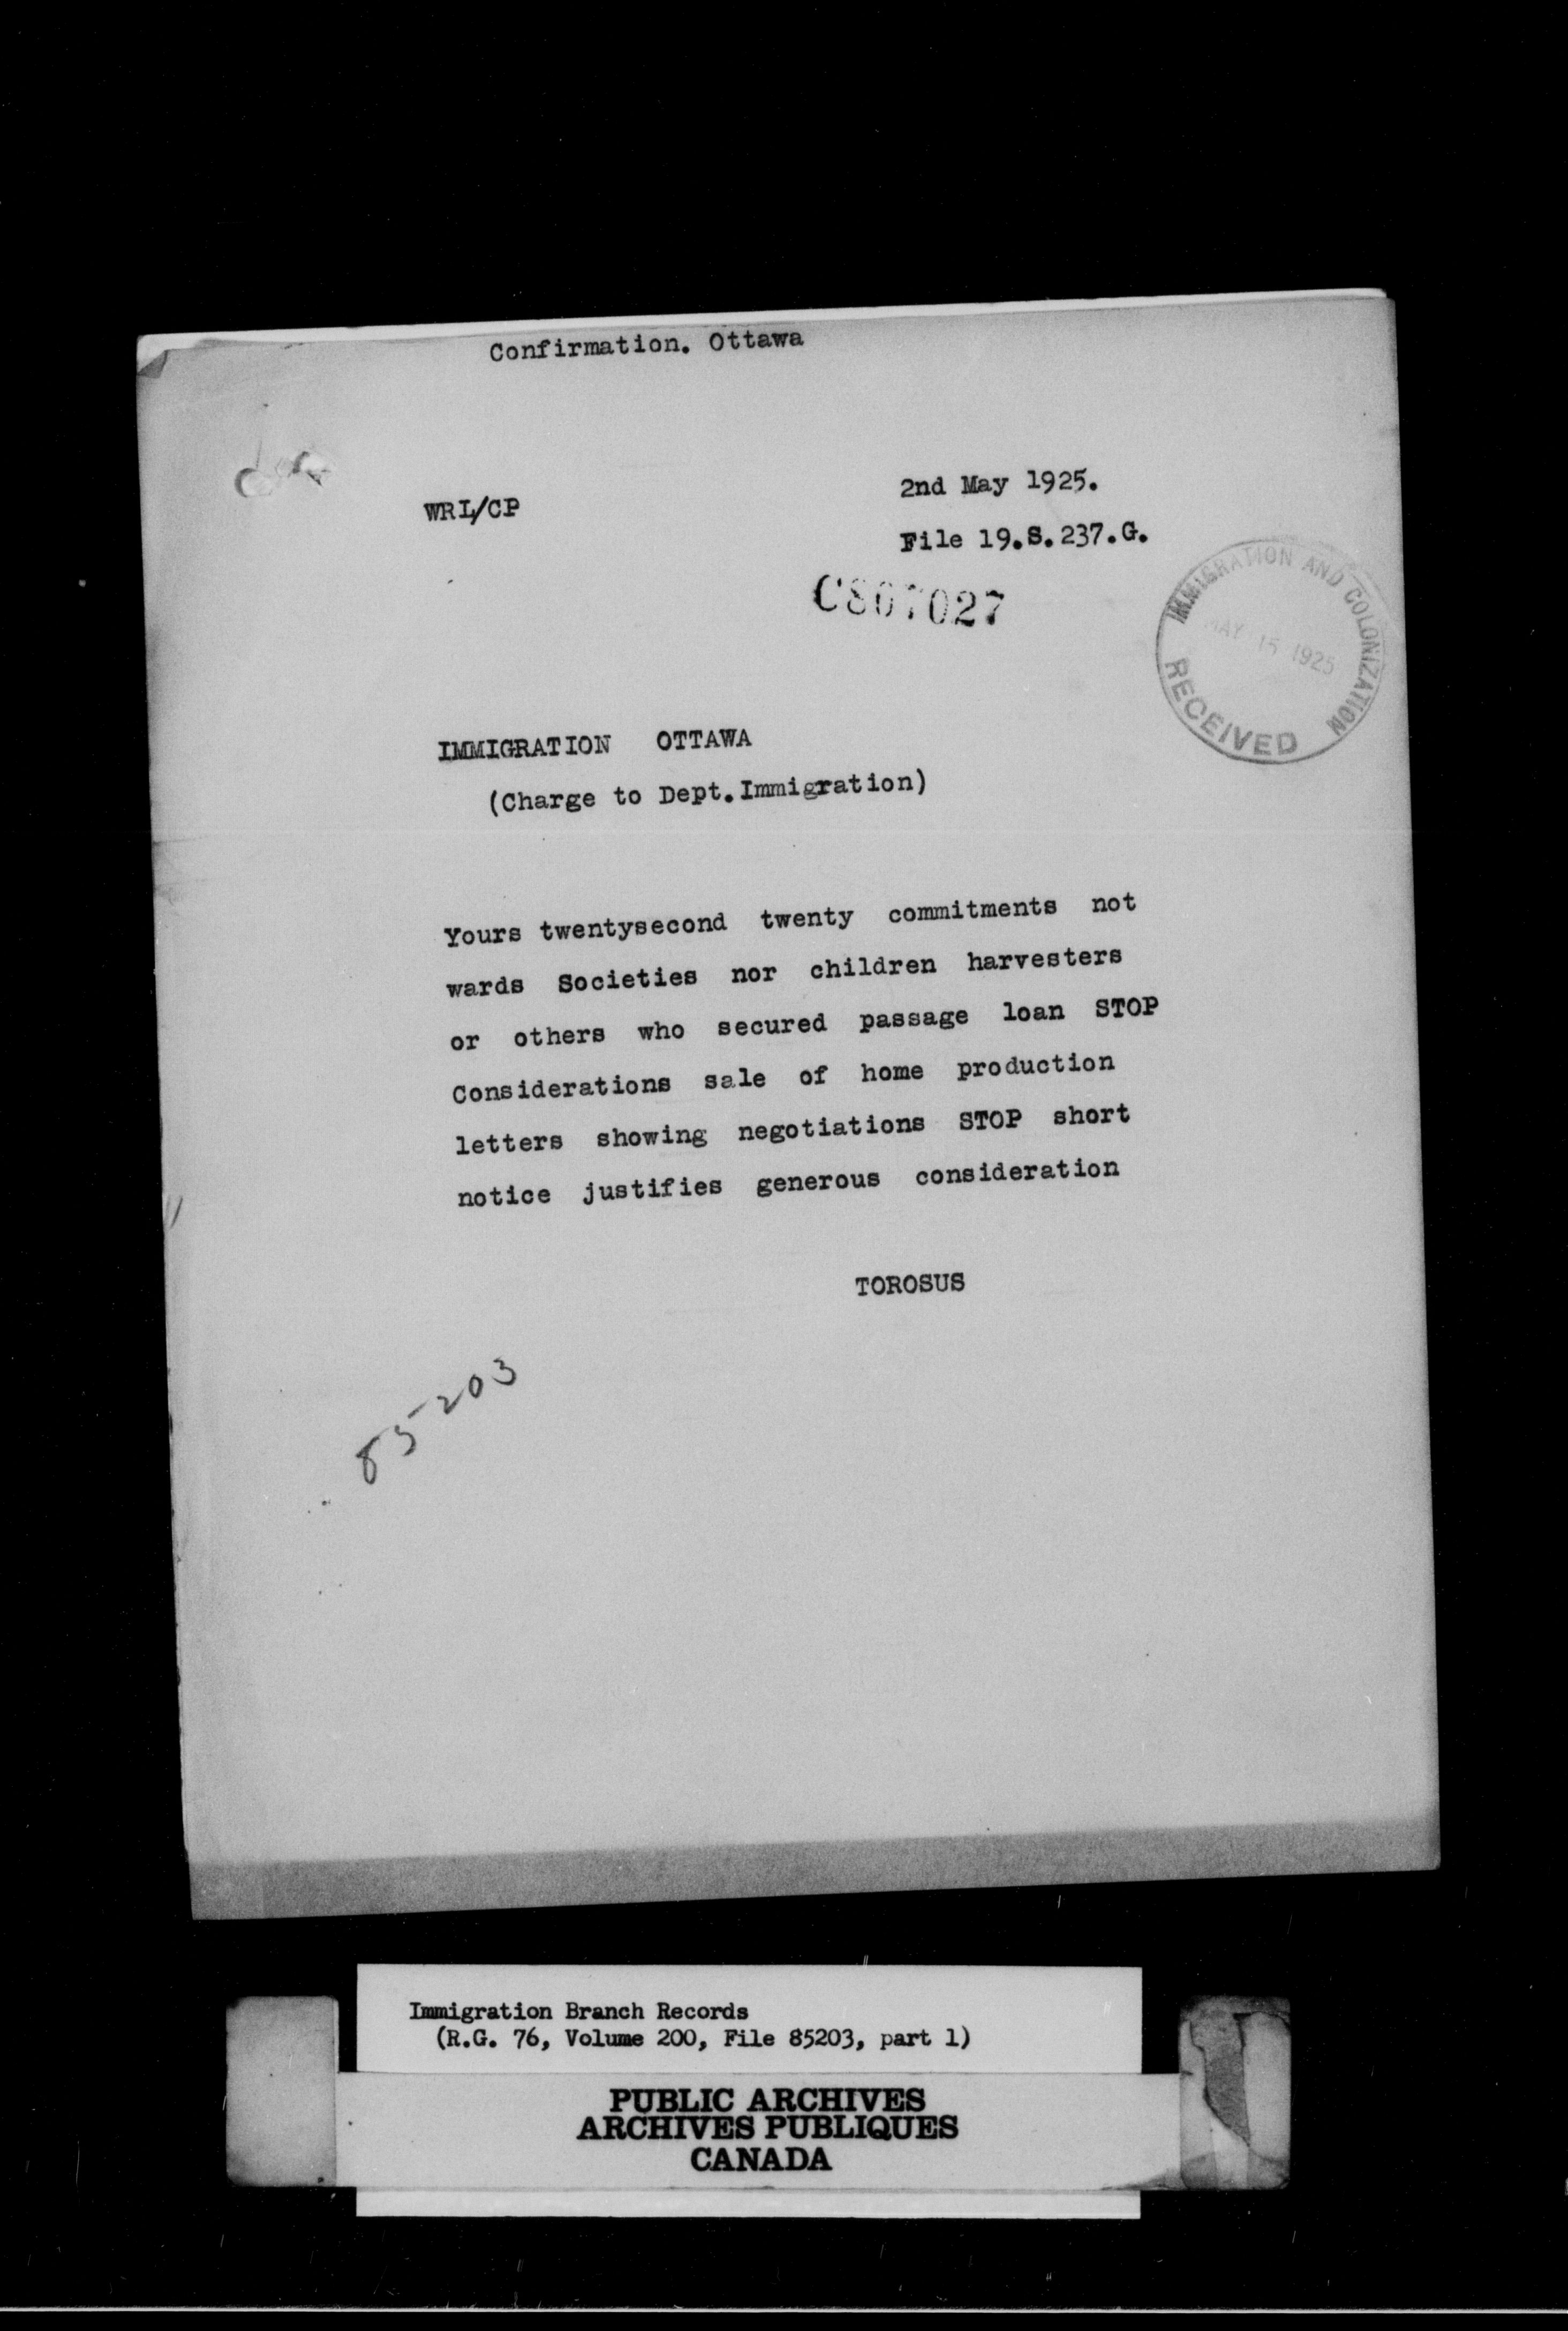 Confirmation. Ottawa
2nd May 1925.
WRL/CP
File 19.S.237.G.
C807027
IMMIGRATION AND COLONIZATION
MAY 15 1925
RECEIVED
IMMIGRATION OTTAWA
(Charge to Dept.Immigration)
Yours twentysecond twenty commitments not
wards Societies nor children harvesters
or others who secured passage loan STOP
Considerations sale of home production
letters showing negotiations STOP short
notice justifies generous consideration
TOROSUS
85203
Immigration Branch Records
(R.G. 76, Volume 200, File 85203, part 1)
PUBLIC ARCHIVES
ARCHIVES PUBLIQUES
CANADA